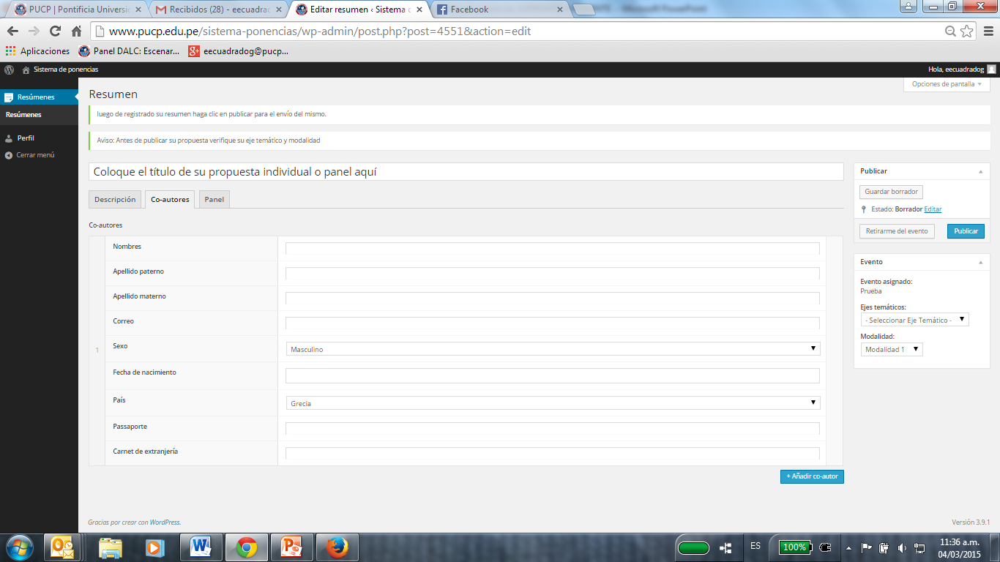 PUCP | Pontificia Universi
Recibidos (28) - eecuadrad
Editar resumen ‹ Sistema d
Facebook
www.pucp.edu.pe/sistema-ponencias/wp-admin/post.php?post=4551&action=edit
Aplicaciones
Panel DALC: Escenar...
eecuadradog@pucp...
Sistema de ponencias
Hola, eecuadradog
Opciones de pantalla
Resúmenes
Resúmenes
Perfil
Cerrar menú
Resumen
luego de registrado su resumen haga clic en publicar para el envío del mismo.
Aviso: Antes de publicar su propuesta verifique su eje temático y modalidad
Coloque el título de su propuesta individual o panel aquí
Descripción
Co-autores
Panel
Co-autores
1
Nombres
Apellido paterno
Apellido materno
Correo
Sexo
Masculino
Fecha de nacimiento
País
Grecia
Passaporte
Carnet de extranjería
+ Añadir co-autor
Publicar
Guardar borrador
Estado: Borrador Editar
Retirarme del evento
Publicar
Evento
Evento asignado:
Prueba
Ejes temáticos:
- Seleccionar Eje Temático -
Modalidad:
Modalidad 1
Gracias por crear con WordPress.
Versión 3.9.1
ES
100%
11:36 a.m.
04/03/2015